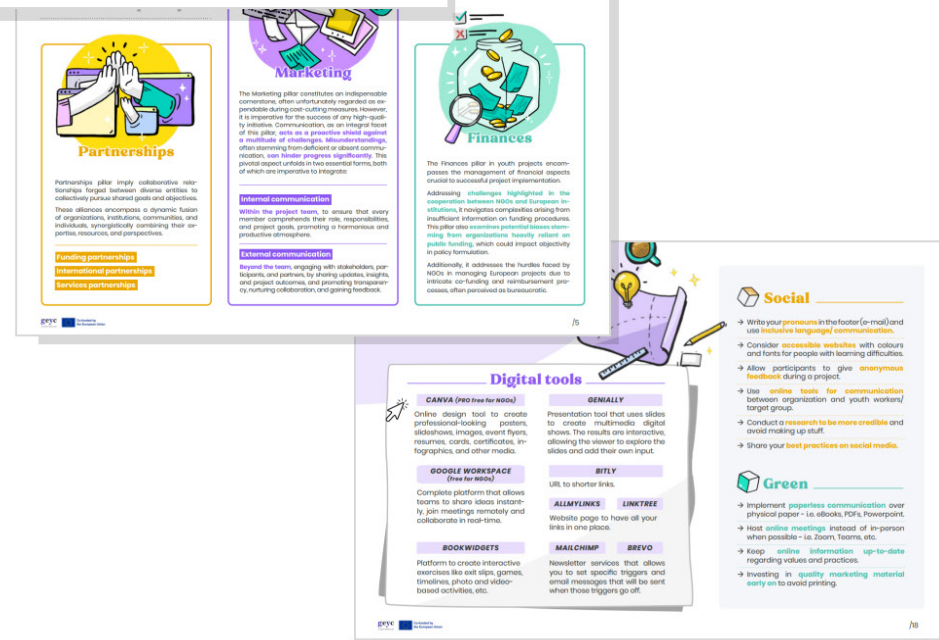 Partnerships
Partnerships pillar imply collaborative rela-
tionships forged between diverse entities to
collectively pursue shared goals and objectives.
These alliances encompass a dynamic fusion
of organizations, institutions, communities, and
individuals, synergistically combining their ex-
pertise, resources, and perspectives.
Funding partnerships
International partnerships
Services partnerships
Marketing
The Marketing pillar constitutes an indispensable
cornerstone, often unfortunately regarded as ex-
pendable during cost-cutting measures. However,
it is imperative for the success of any high-quali-
ty initiative. Communication, as an integral facet
of this pillar, acts as a proactive shield against
a multitude of challenges. Misunderstandings,
often stemming from deficient or absent commu-
nication, can hinder progress significantly. This
pivotal aspect unfolds in two essential forms, both
of which are imperative to integrate:
Internal communication
Within the project team, to ensure that every
member comprehends their role, responsibilities,
and project goals, promoting a harmonious and
productive atmosphere.
External communication
Beyond the team, engaging with stakeholders, par-
ticipants, and partners, by sharing updates, insights,
and project outcomes, and promoting transparen-
cy, nurturing collaboration, and gaining feedback.
Finances
The Finances pillar in youth projects encom-
passes the management of financial aspects
crucial to successful project implementation.
Addressing challenges highlighted in the
cooperation between NGOs and European in-
stitutions, it navigates complexities arising from
insufficient information on funding procedures.
This pillar also examines potential biases stem-
ming from organizations heavily reliant on
public funding, which could impact objectivity
in policy formulation.
Additionally, it addresses the hurdles faced by
NGOs in managing European projects due to
intricate co-funding and reimbursement pro-
cesses, often perceived as bureaucratic.
geyc
Co-funded by
the European Union
/5
Digital tools
CANVA (PRO free for NGOs)
Online design tool to create
professional-looking posters,
slideshows, images, event flyers,
resumes, cards, certificates, in-
fographics, and other media.
GOOGLE WORKSPACE
(free for NGOs)
Complete platform that allows
teams to share ideas instant-
ly, join meetings remotely and
collaborate in real-time.
BOOKWIDGETS
Platform to create interactive
exercises like exit slips, games,
timelines, photo and video-
based activities, etc.
GENIALLY
Presentation tool that uses slides
to create multimedia digital
shows. The results are interactive,
allowing the viewer to explore the
slides and add their own input.
BITLY
URL to shorter links.
ALLMYLINKS LINKTREE
Website page to have all your
links in one place.
MAILCHIMP BREVO
Newsletter services that allows
you to set specific triggers and
email messages that will be sent
when those triggers go off.
Social
→ Write your pronouns in the footer (e-mail) and
use inclusive language/ communication.
→ Consider accessible websites with colours
and fonts for people with learning difficulties.
→ Allow participants to give anonymous
feedback during a project.
→ Use online tools for communication
between organization and youth workers/
target group.
→ Conduct a research to be more credible and
avoid making up stuff.
→ Share your best practices on social media.
Green
→ Implement paperless communication over
physical paper - i.e. eBooks, PDFs, Powerpoint.
→ Host online meetings instead of in-person
when possible - i.e. Zoom, Teams, etc.
→ Keep online information up-to-date
regarding values and practices.
→ Investing in quality marketing material
early on to avoid printing.
geyc
Co-funded by
the European Union
/18